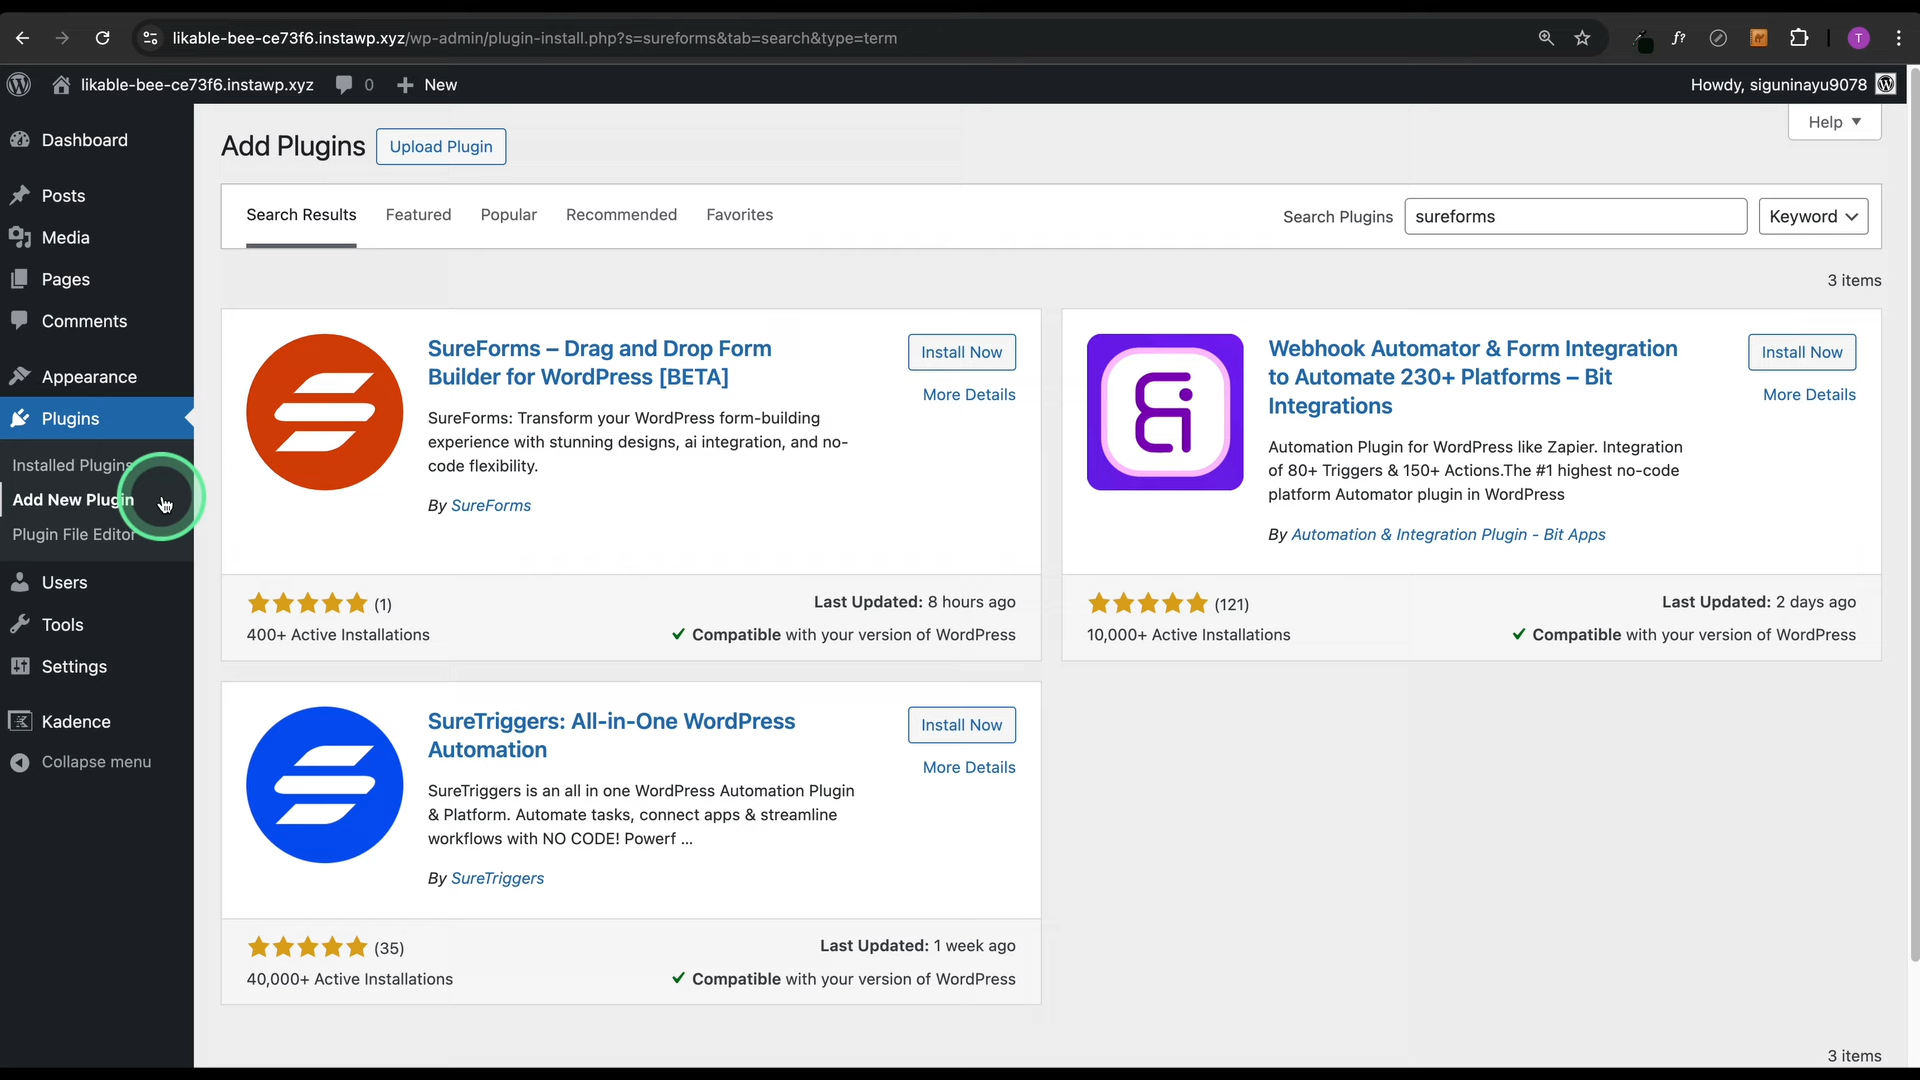 likable-bee-ce73f6.instawp.xyz/wp-admin/plugin-install.php?s=sureforms&tab=search&type=term
f?
T
likable-bee-ce73f6.instawp.xyz 0 New
Howdy, siguninayu9078
Dashboard
Posts
Media
Pages
Comments
Appearance
Plugins
Installed Plugins
Add New Plugin
Plugin File Editor
Users
Tools
Settings
Kadence
Collapse menu
Help
Add Plugins Upload Plugin
Search Results Featured Popular Recommended Favorites Search Plugins sureforms Keyword
3 items
SureForms – Drag and Drop Form
Builder for WordPress [BETA]
Install Now
More Details
SureForms: Transform your WordPress form-building
experience with stunning designs, ai integration, and no-
code flexibility.
By SureForms
(1)
Last Updated: 8 hours ago
400+ Active Installations
Compatible with your version of WordPress
Webhook Automator & Form Integration
to Automate 230+ Platforms – Bit
Integrations
Install Now
More Details
Automation Plugin for WordPress like Zapier. Integration
of 80+ Triggers & 150+ Actions.The #1 highest no-code
platform Automator plugin in WordPress
By Automation & Integration Plugin - Bit Apps
(121)
Last Updated: 2 days ago
10,000+ Active Installations
Compatible with your version of WordPress
SureTriggers: All-in-One WordPress
Automation
Install Now
More Details
SureTriggers is an all in one WordPress Automation Plugin
& Platform. Automate tasks, connect apps & streamline
workflows with NO CODE! Powerf ...
By SureTriggers
(35)
Last Updated: 1 week ago
40,000+ Active Installations
Compatible with your version of WordPress
3 items